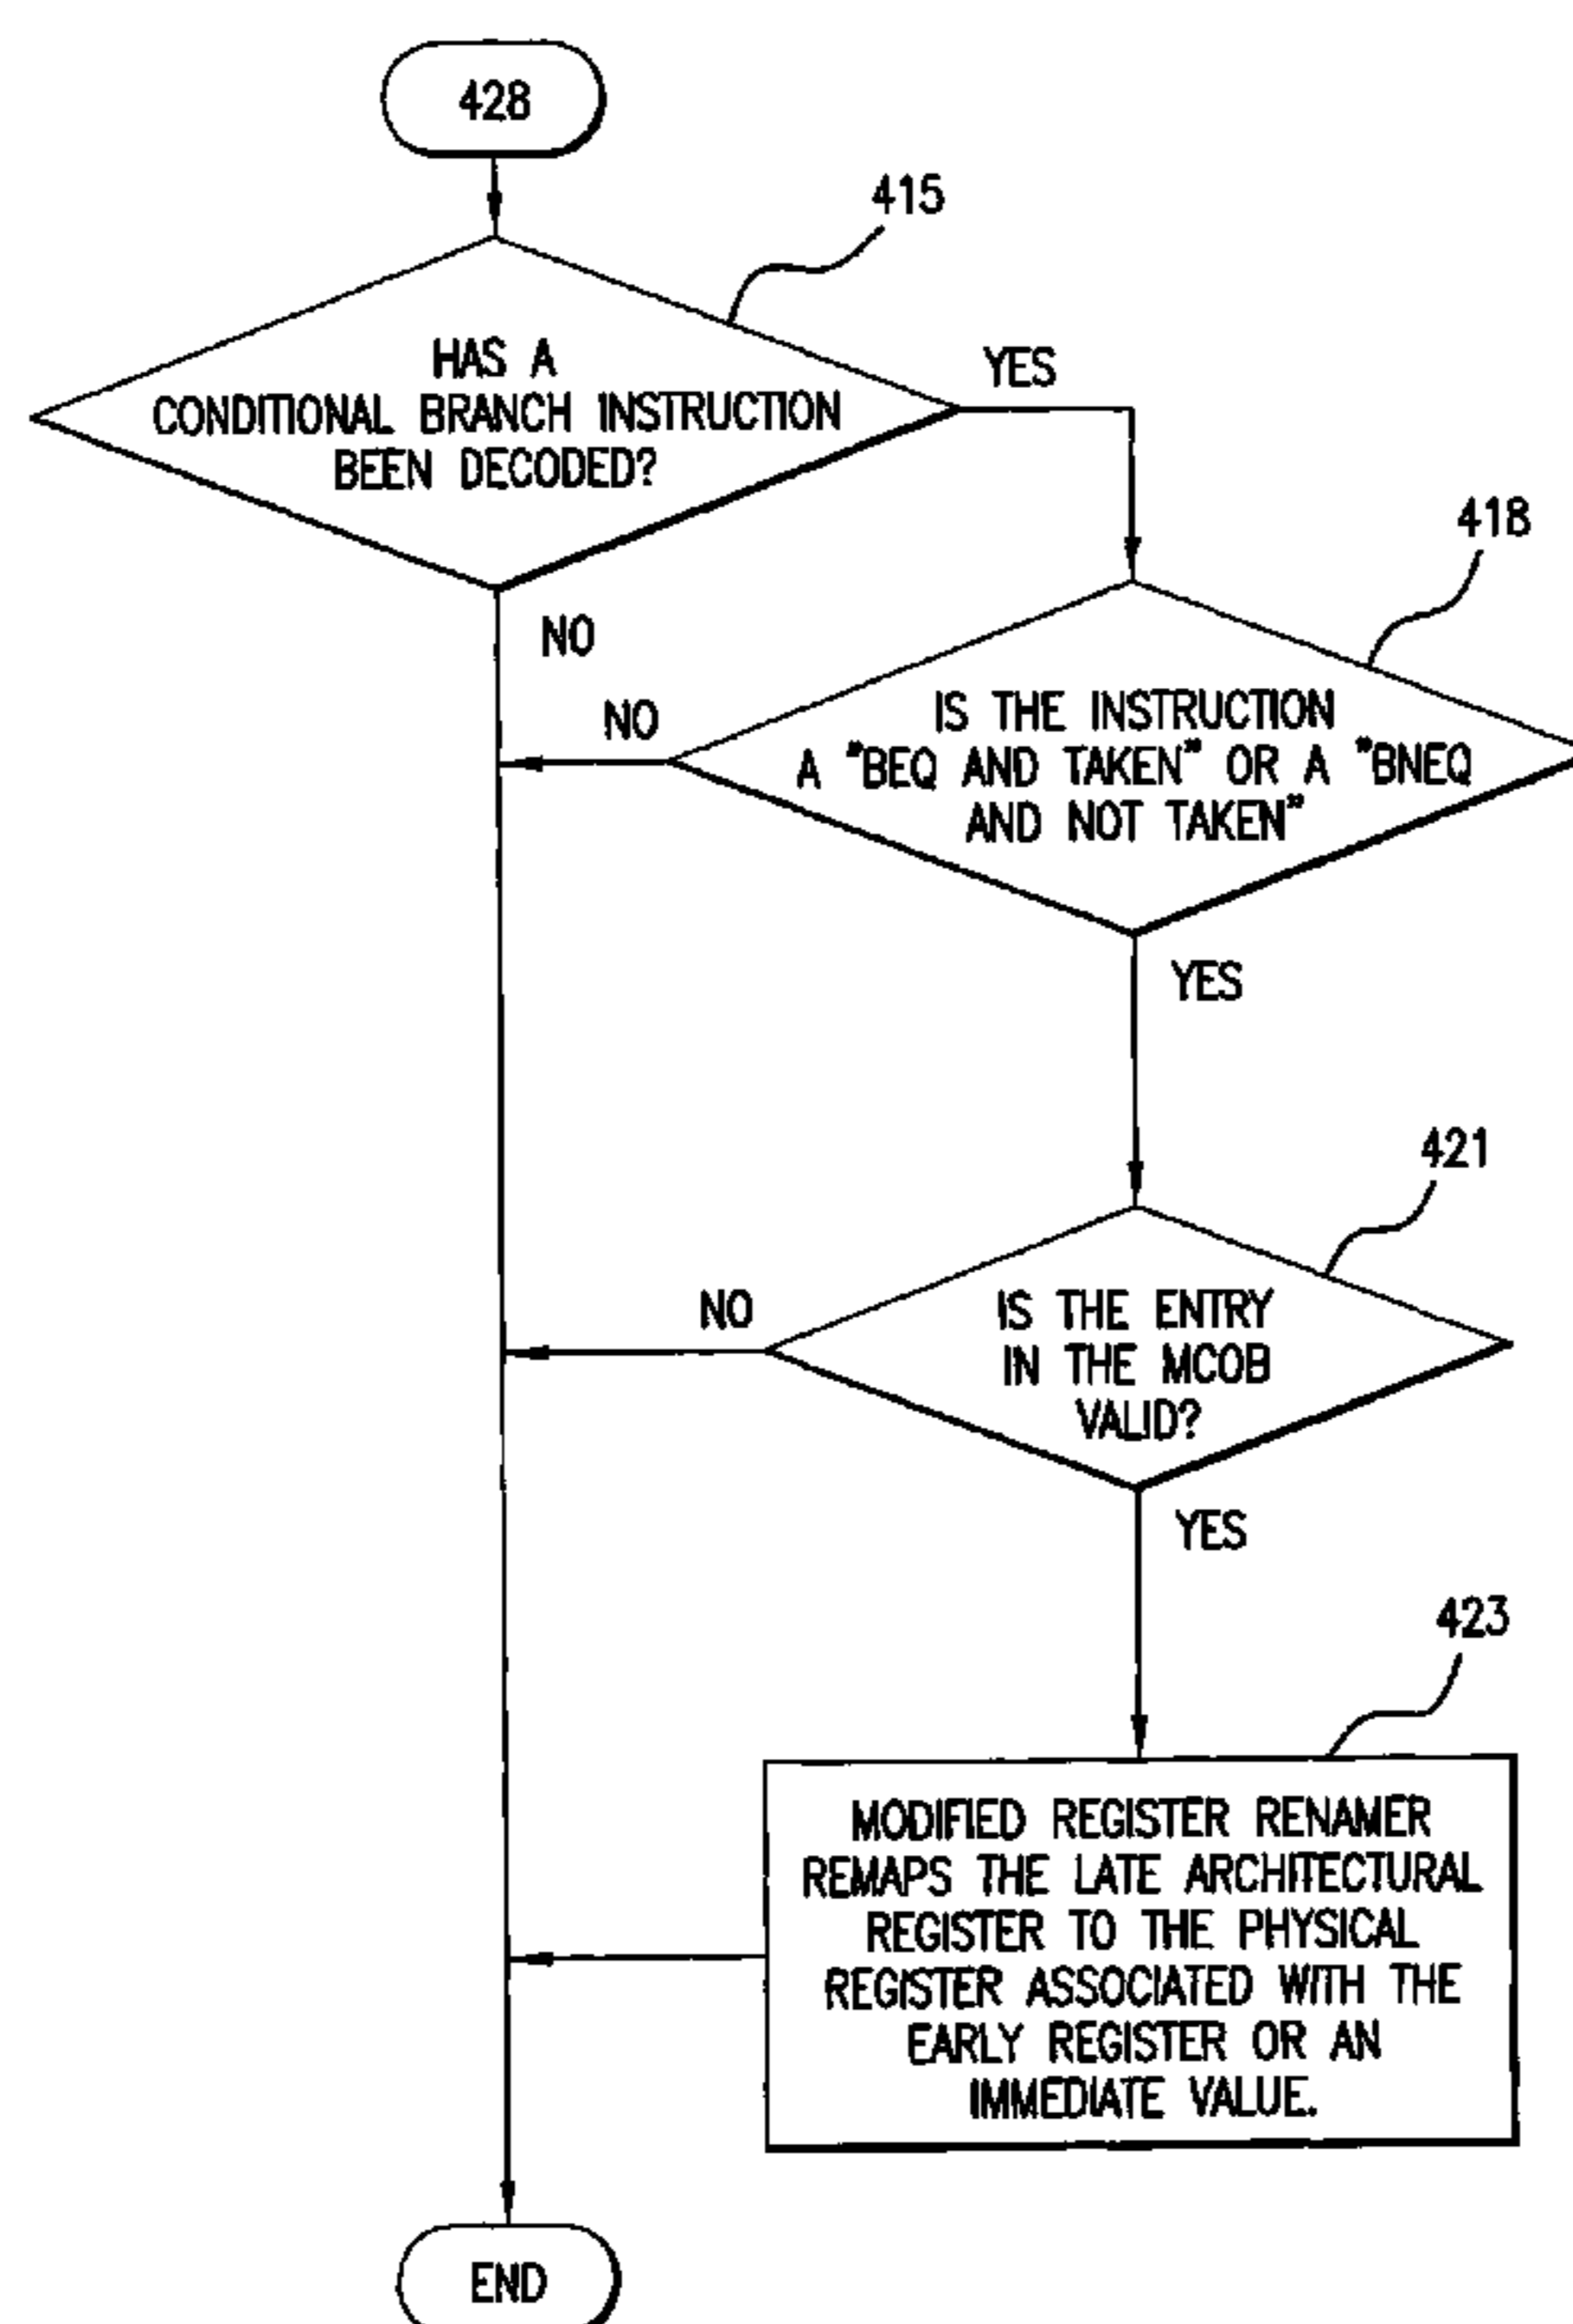 428
415
HAS A
CONDITIONAL BRANCH INSTRUCTION
BEEN DECODED?
YES
NO
418
IS THE INSTRUCTION
A "BEQ AND TAKEN" OR A "BNEQ
AND NOT TAKEN"
NO
YES
421
IS THE ENTRY
IN THE MCOB
VALID?
NO
YES
423
MODIFIED REGISTER RENAMER
REMAPS THE LATE ARCHITECTURAL
REGISTER TO THE PHYSICAL
REGISTER ASSOCIATED WITH THE
EARLY REGISTER OR AN
IMMEDIATE VALUE.
END